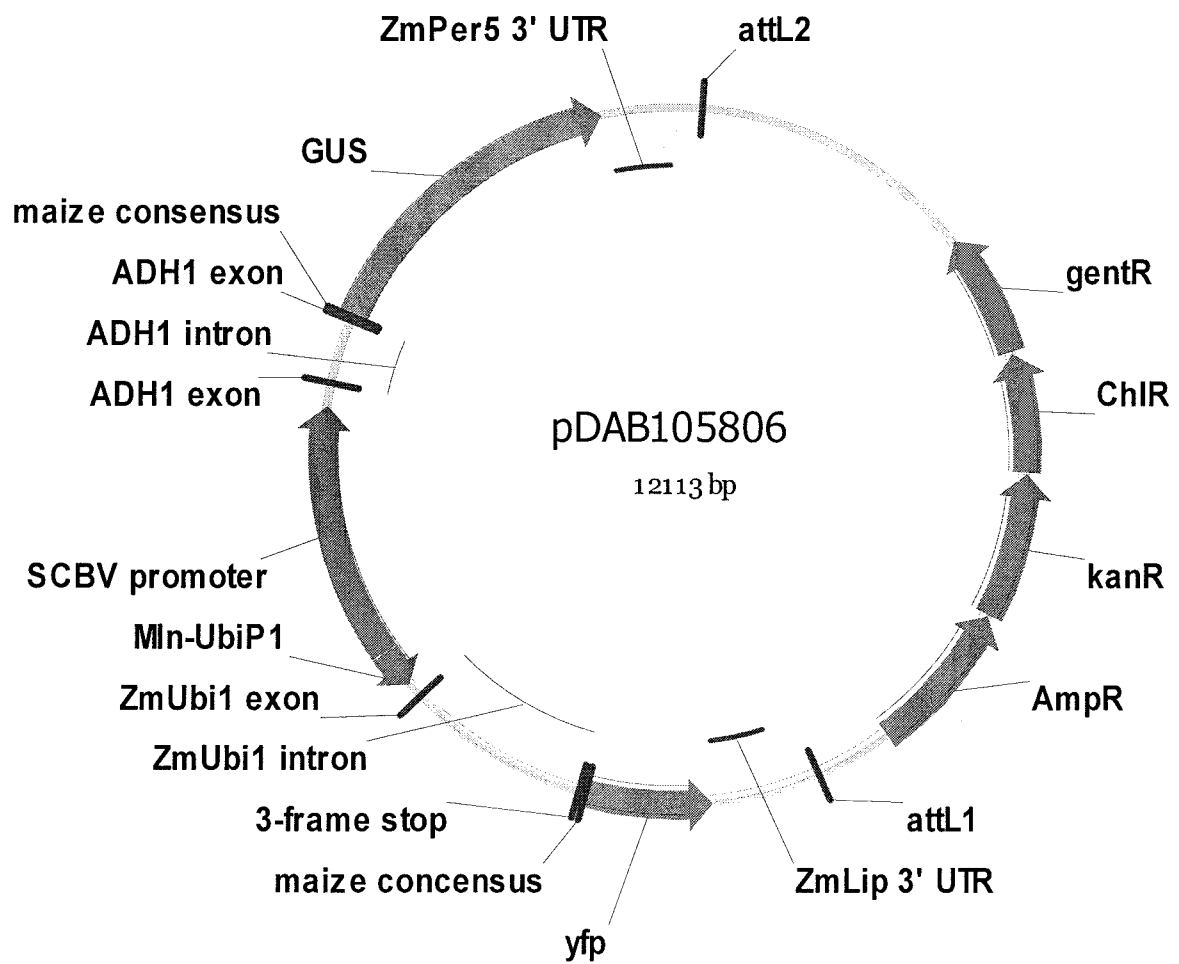 ZmPer5 3' UTR
attL2
GUS
maize consensus
ADH1 exon
gentR
ADH1 intron
ADH1 exon
ChlR
pDAB105806
12113 bp
SCBV promoter
kanR
Mln-UbiP1
ZmUbi1 exon
AmpR
ZmUbi1 intron
3-frame stop
attL1
maize concensus
ZmLip 3' UTR
yfp